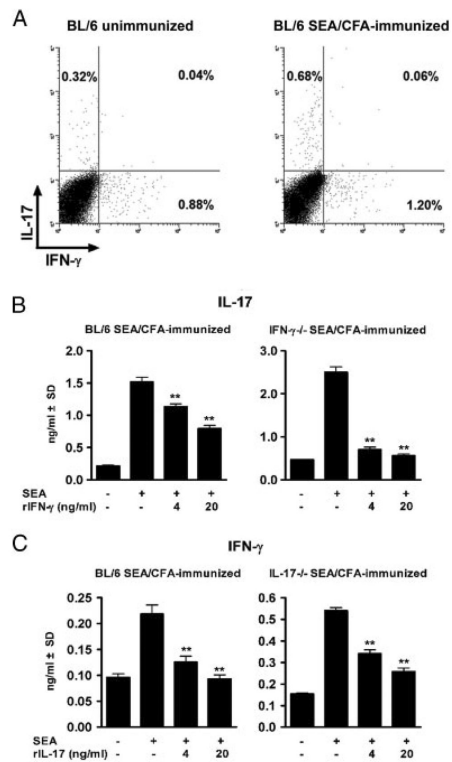 A
BL/6 unimmunized BL/6 SEA/CFA-immunized
0.32% 0.04% 0.68% 0.06%
0.88% 1.20%
IL-17
IFN-γ
B
IL-17
BL/6 SEA/CFA-immunized IFN-γ-/- SEA/CFA-immunized
ng/ml ± SD
2.0 3.0
1.5 2.0
1.0 1.0
0.5
0.0 0.0
** ** ** **
SEA - + + + - + + +
rIFN-γ (ng/ml) - - 4 20 - - 4 20
C
IFN-γ
BL/6 SEA/CFA-immunized IL-17-/- SEA/CFA-immunized
ng/ml ± SD
0.25 0.6
0.20 0.5
0.15 0.4
0.10 0.3
0.05 0.2
0.00 0.1
0.0
** ** ** **
SEA - + + + - + + +
rIL-17 (ng/ml) - - 4 20 - - 4 20